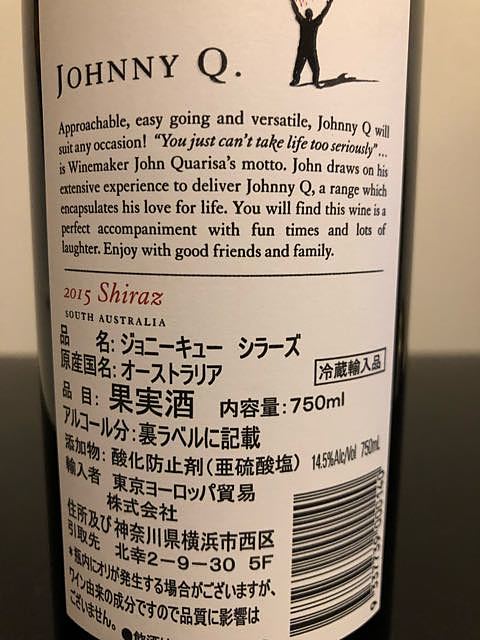 JOHNNY Q.
Approachable, easy going and versatile, Johnny Q will
suit any occasion! "You just can't take life too seriously"...
is Winemaker John Quarisa's motto. John draws on his
extensive experience to deliver Johnny Q, a range which
encapsulates his love for life. You will find this wine is a
perfect accompaniment with fun times and lots of
laughter. Enjoy with good friends and family.
2015 Shiraz
SOUTH AUSTRALIA
品 名:ジョニーキュー シラーズ
原産国名:オーストラリア
冷蔵輸入品
品 目:果実酒 内容量:750ml
アルコール分:裏ラベルに記載
添加物:酸化防止剤(亜硫酸塩)
14.5%Alc/Vol 750mL
輸入者 東京ヨーロッパ貿易
株式会社
住所及び 神奈川県横浜市西区
引取先 北幸2-9-30 5F
*瓶内にオリが発生する場合がございますが、
ワイン由来の成分ですので品質に影響は
ございません。